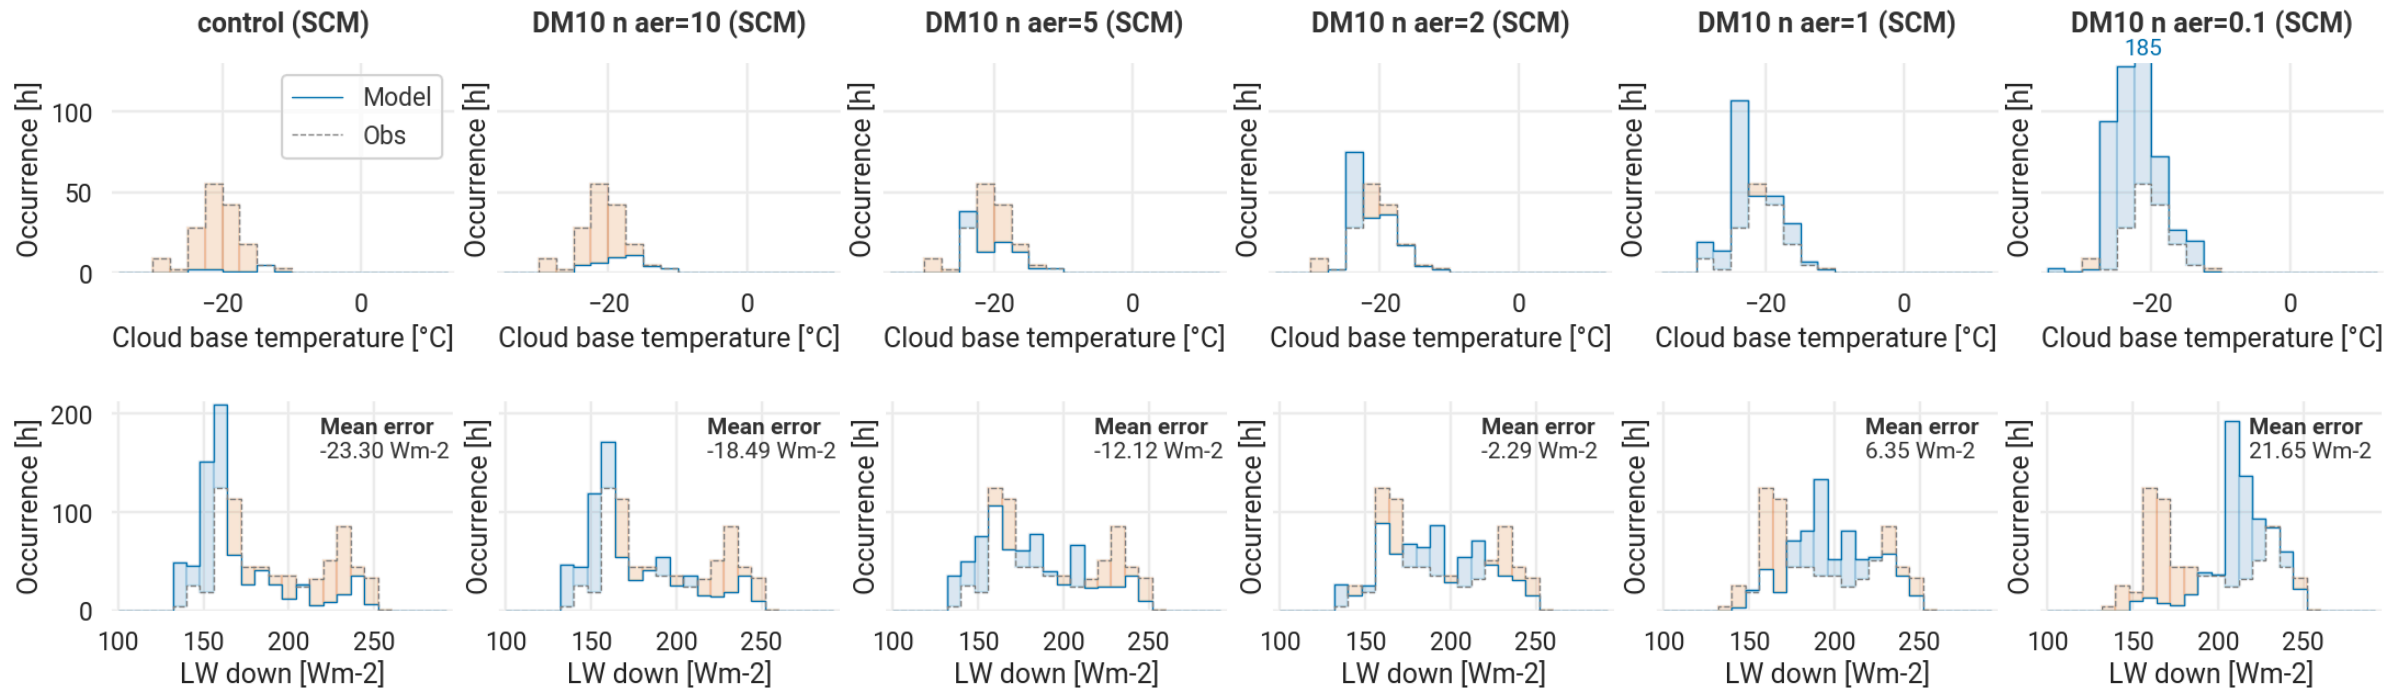 control (SCM)
DM10 n aer=10 (SCM)
DM10 n aer=5 (SCM)
DM10 n aer=2 (SCM)
DM10 n aer=1 (SCM)
DM10 n aer=0.1 (SCM)
185
Model
Obs
Occurrence [h]
100
50
0
−20
0
Cloud base temperature [°C]
Occurrence [h]
−20
0
Cloud base temperature [°C]
Occurrence [h]
−20
0
Cloud base temperature [°C]
Occurrence [h]
−20
0
Cloud base temperature [°C]
Occurrence [h]
−20
0
Cloud base temperature [°C]
Occurrence [h]
−20
0
Cloud base temperature [°C]
Occurrence [h]
200
100
0
Mean error
-23.30 Wm-2
100
150
200
250
LW down [Wm-2]
Occurrence [h]
Mean error
-18.49 Wm-2
100
150
200
250
LW down [Wm-2]
Occurrence [h]
Mean error
-12.12 Wm-2
100
150
200
250
LW down [Wm-2]
Occurrence [h]
Mean error
-2.29 Wm-2
100
150
200
250
LW down [Wm-2]
Occurrence [h]
Mean error
6.35 Wm-2
100
150
200
250
LW down [Wm-2]
Occurrence [h]
Mean error
21.65 Wm-2
100
150
200
250
LW down [Wm-2]